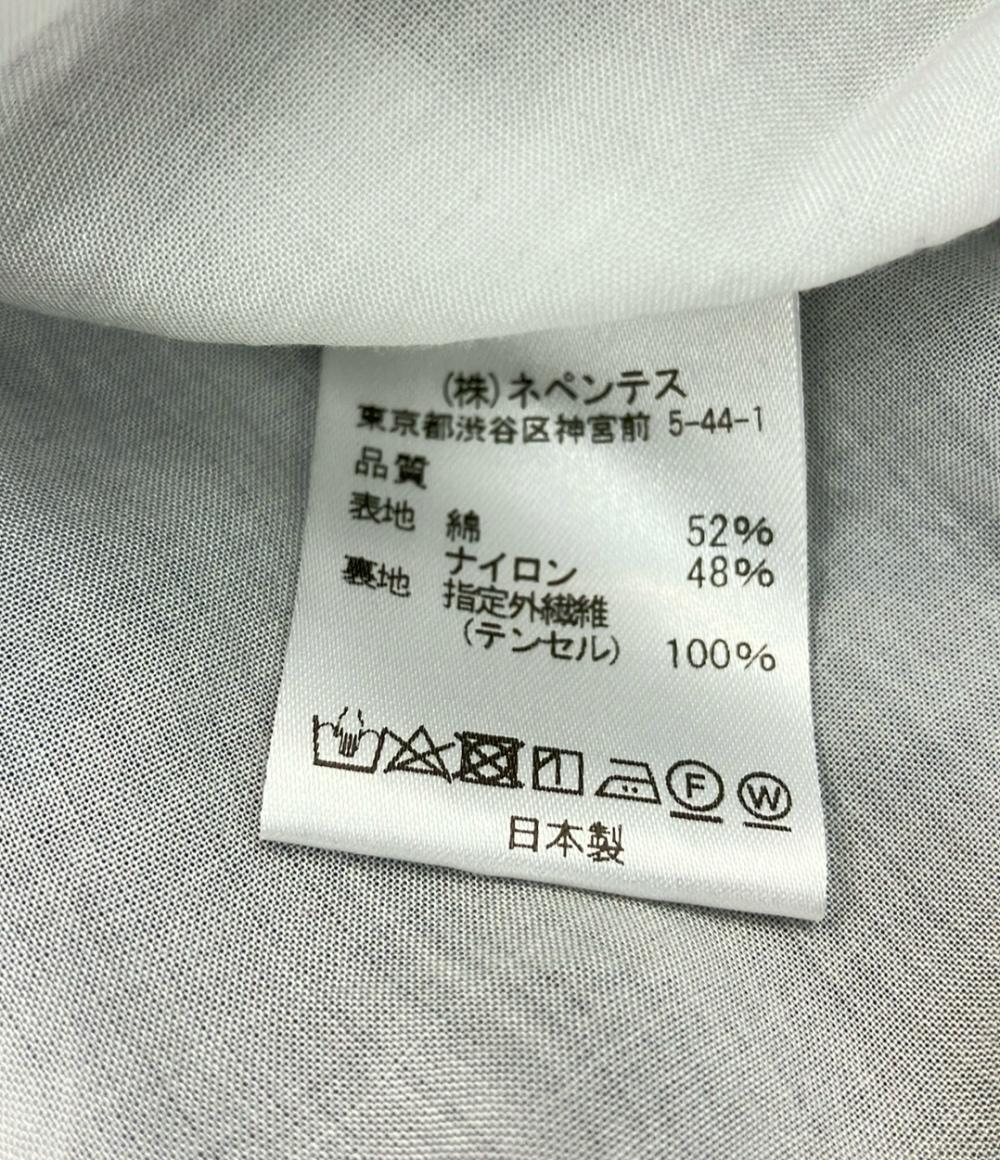 (株)ネペンテス
東京都渋谷区神宮前 5-44-1
品質
表地 綿 52%
ナイロン 48%
裏地 指定外繊維
(テンセル) 100%
F W
日本製